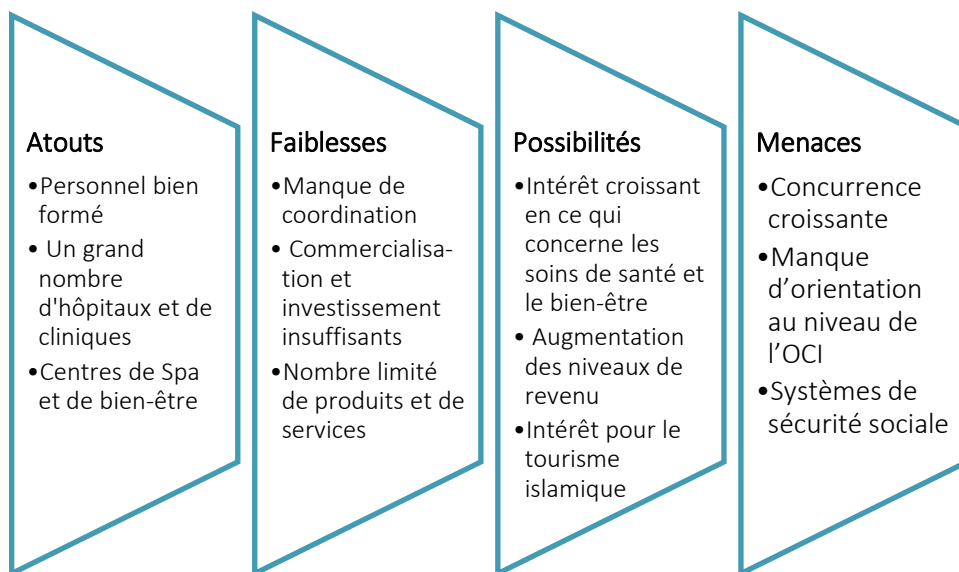 Atouts
•Personnel bien
formé
• Un grand
nombre
d'hôpitaux et de
cliniques
•Centres de Spa
et de bien-être
Faiblesses
•Manque de
coordination
• Commercialisa-
tion et
investissement
insuffisants
•Nombre limité
de produits et de
services
Possibilités
•Intérêt croissant
en ce qui
concerne les
soins de santé et
le bien-être
• Augmentation
des niveaux de
revenu
•Intérêt pour le
tourisme
islamique
Menaces
•Concurrence
croissante
•Manque
d’orientation
au niveau de
l’OCI
•Systèmes de
sécurité sociale